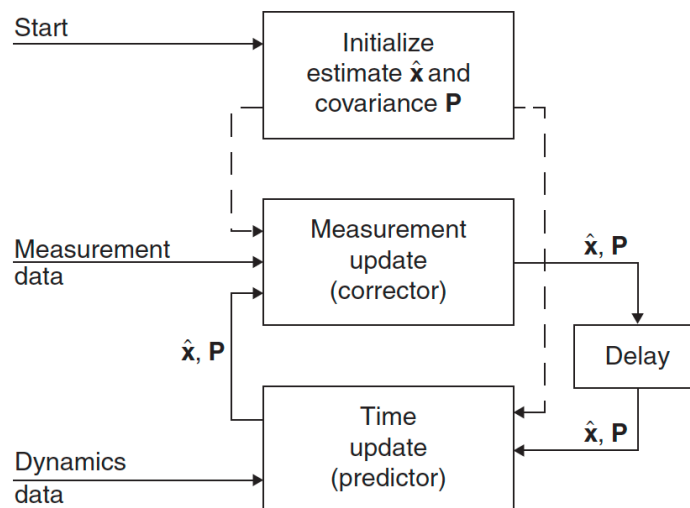 Start
Initialize
estimate x̂ and
covariance P
Measurement
data
Measurement
update
(corrector)
x̂, P
Delay
x̂, P
x̂, P
Time
update
(predictor)
Dynamics
data